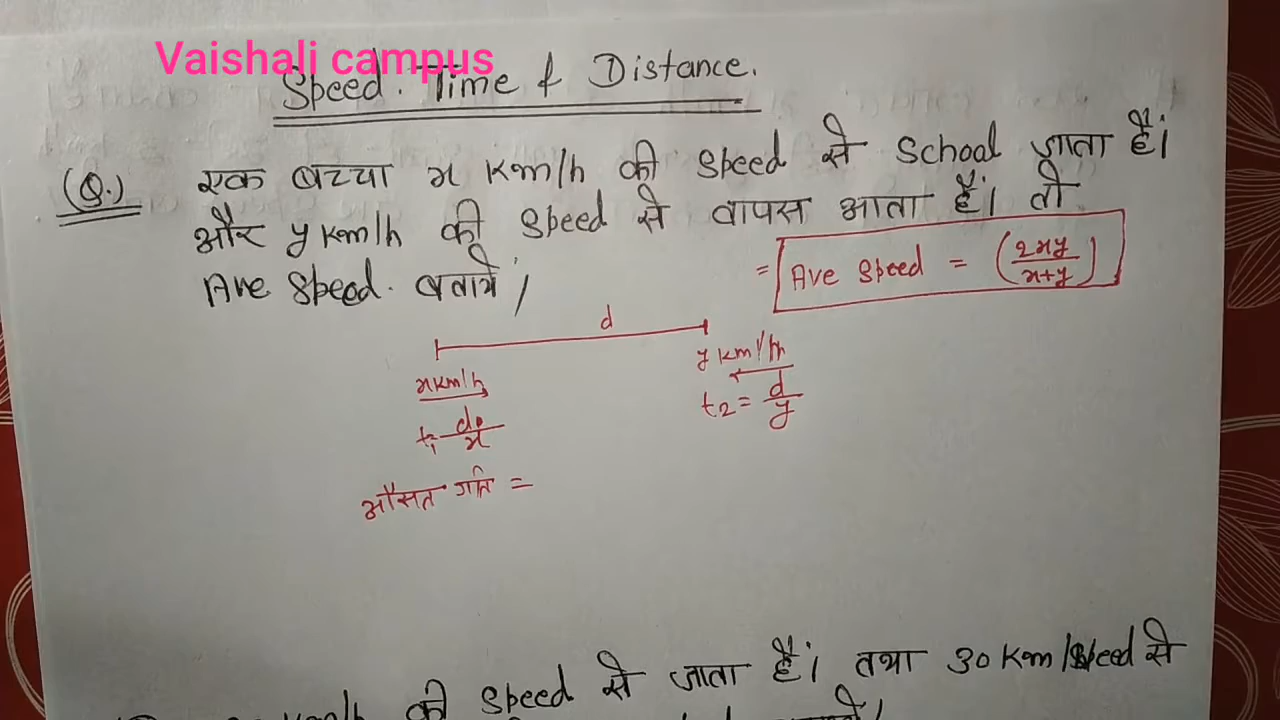 Vaishali campus
Speed. Time & Distance.
(Q.) एक बच्चा x Km/h की Speed से School जाता है।
और y Km/h की Speed से वापस आता है। तो
Ave Speed. बताये।
= Ave Speed = (2xy/x+y)
d
x Km/h
y Km/h
t1 = d/x
t2 = d/y
औसत गति =
की Speed से जाता है। तथा 30 Km/ Speed से